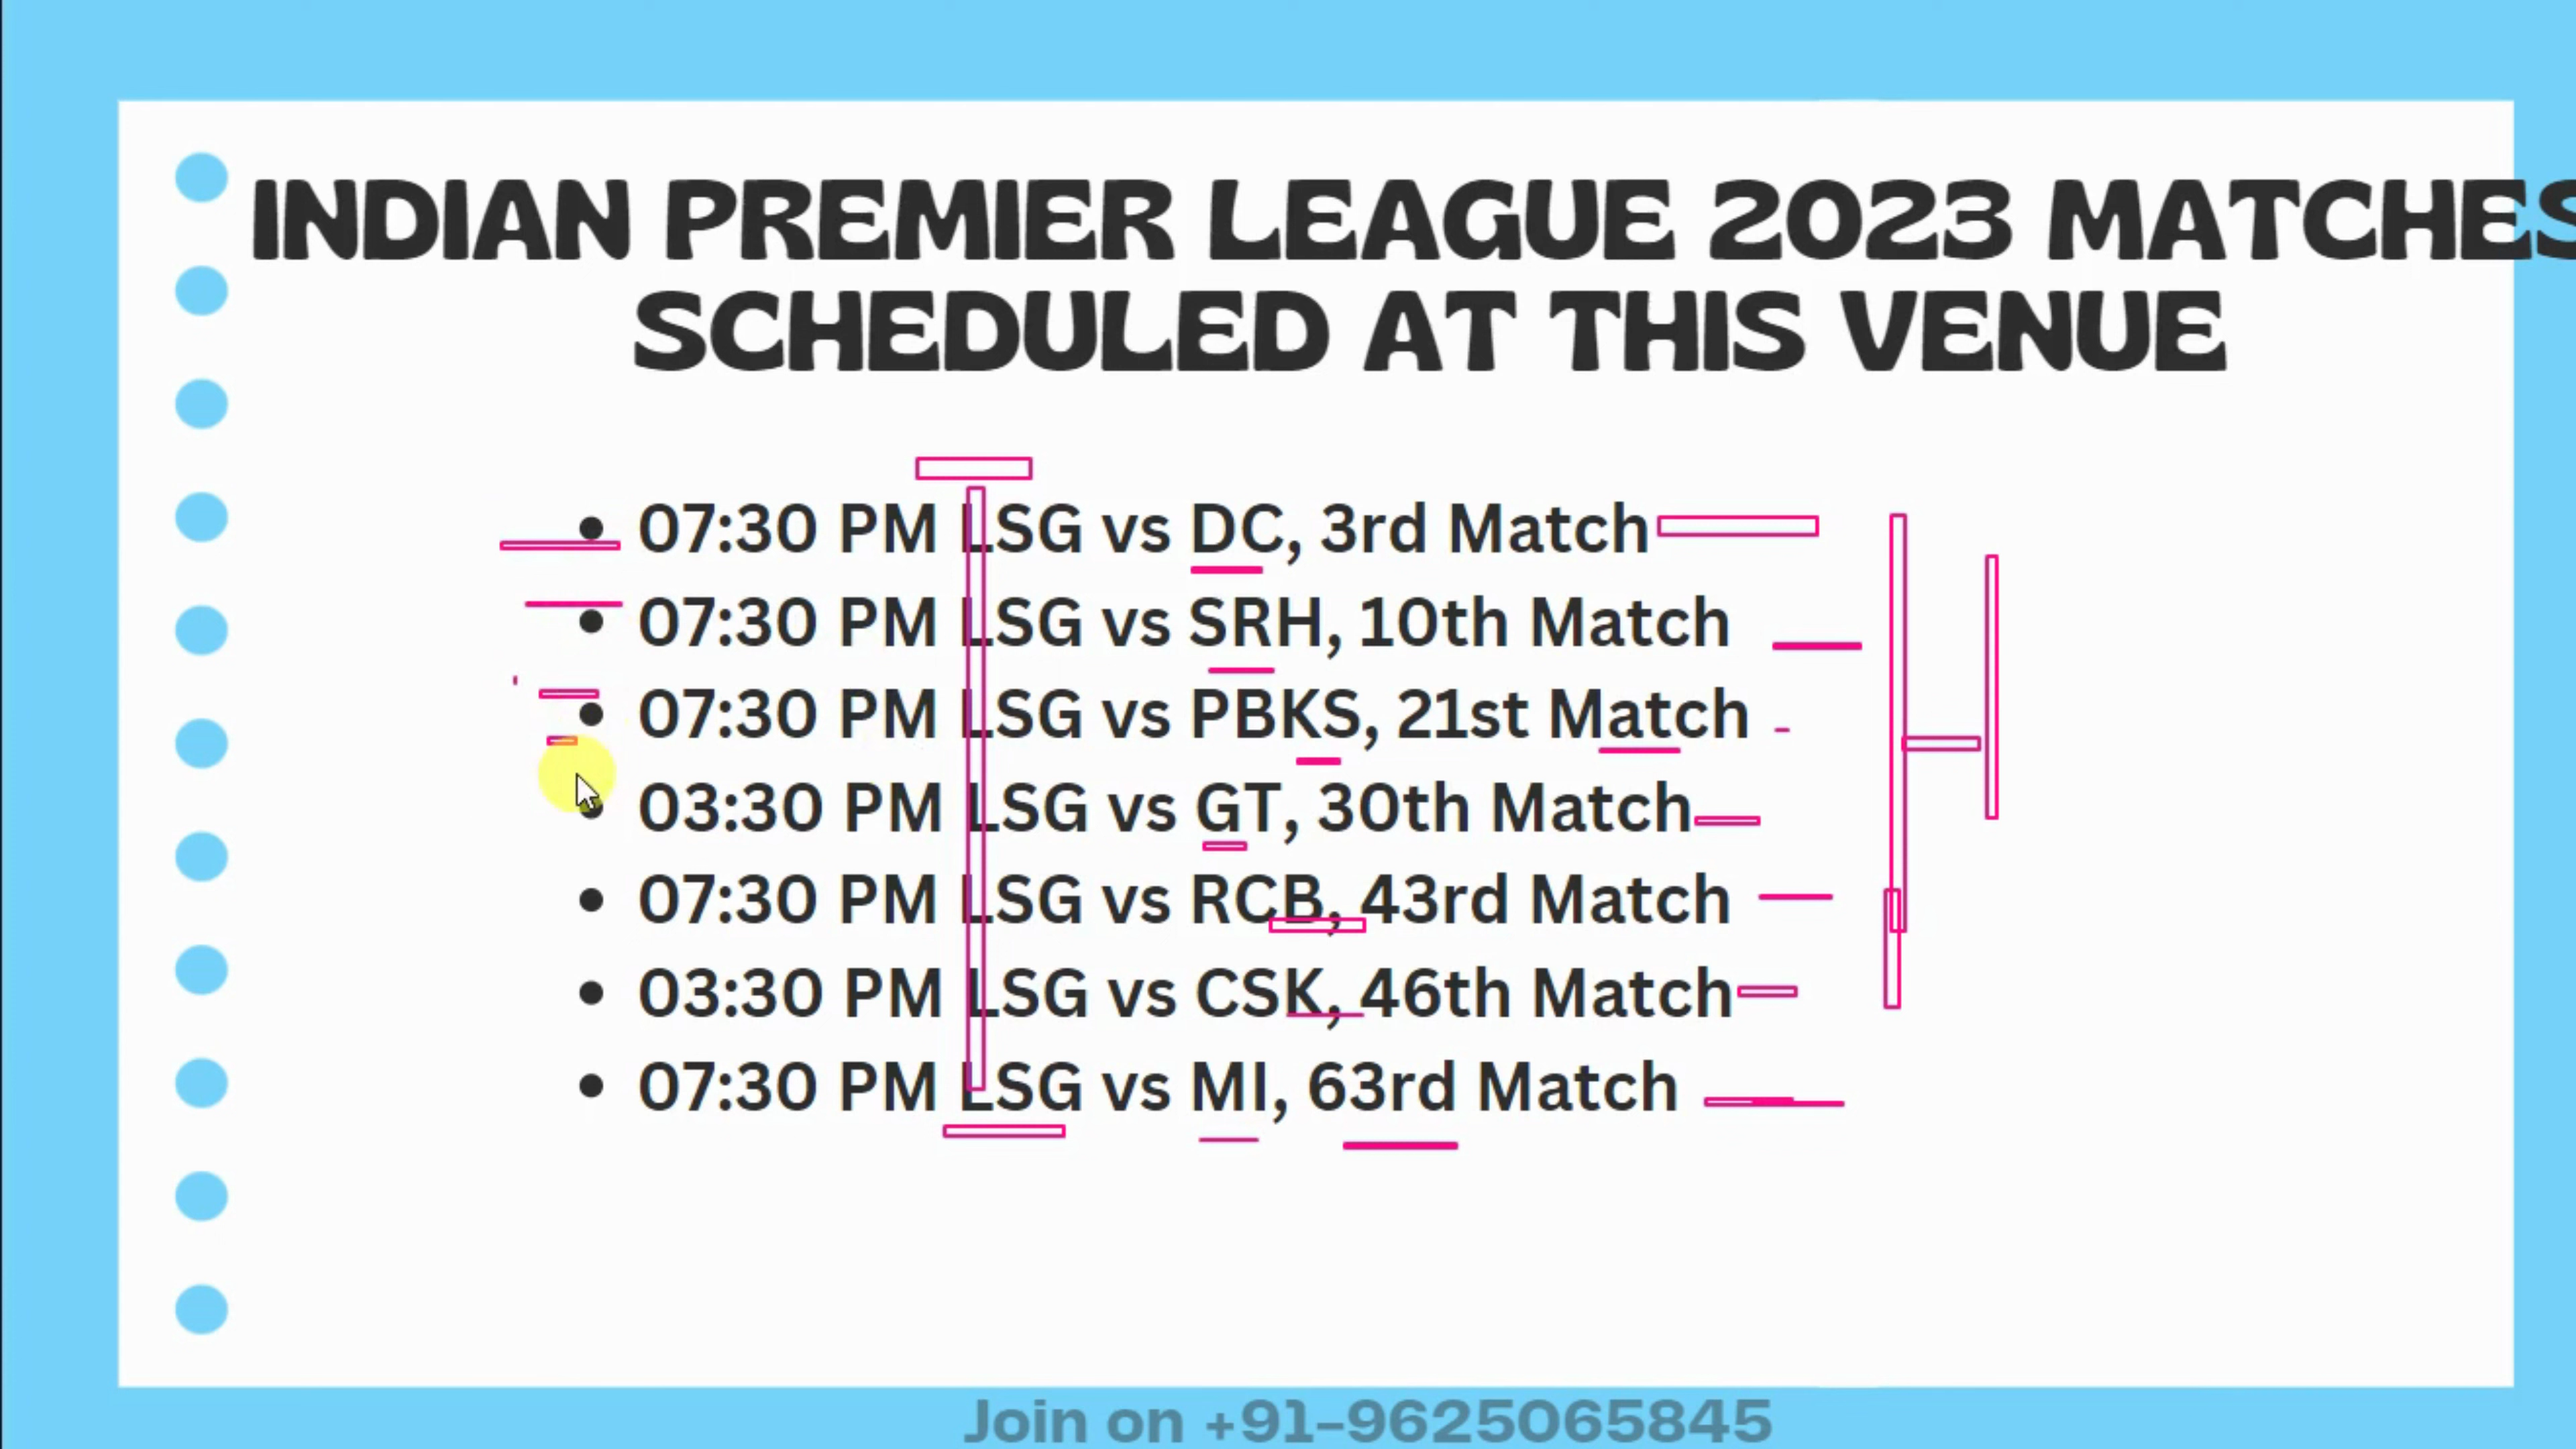 INDIAN PREMIER LEAGUE 2023 MATCHES
SCHEDULED AT THIS VENUE
• 07:30 PM LSG vs DC, 3rd Match
• 07:30 PM LSG vs SRH, 10th Match
• 07:30 PM LSG vs PBKS, 21st Match
• 03:30 PM LSG vs GT, 30th Match
• 07:30 PM LSG vs RCB, 43rd Match
• 03:30 PM LSG vs CSK, 46th Match
• 07:30 PM LSG vs MI, 63rd Match
Join on +91-9625065845